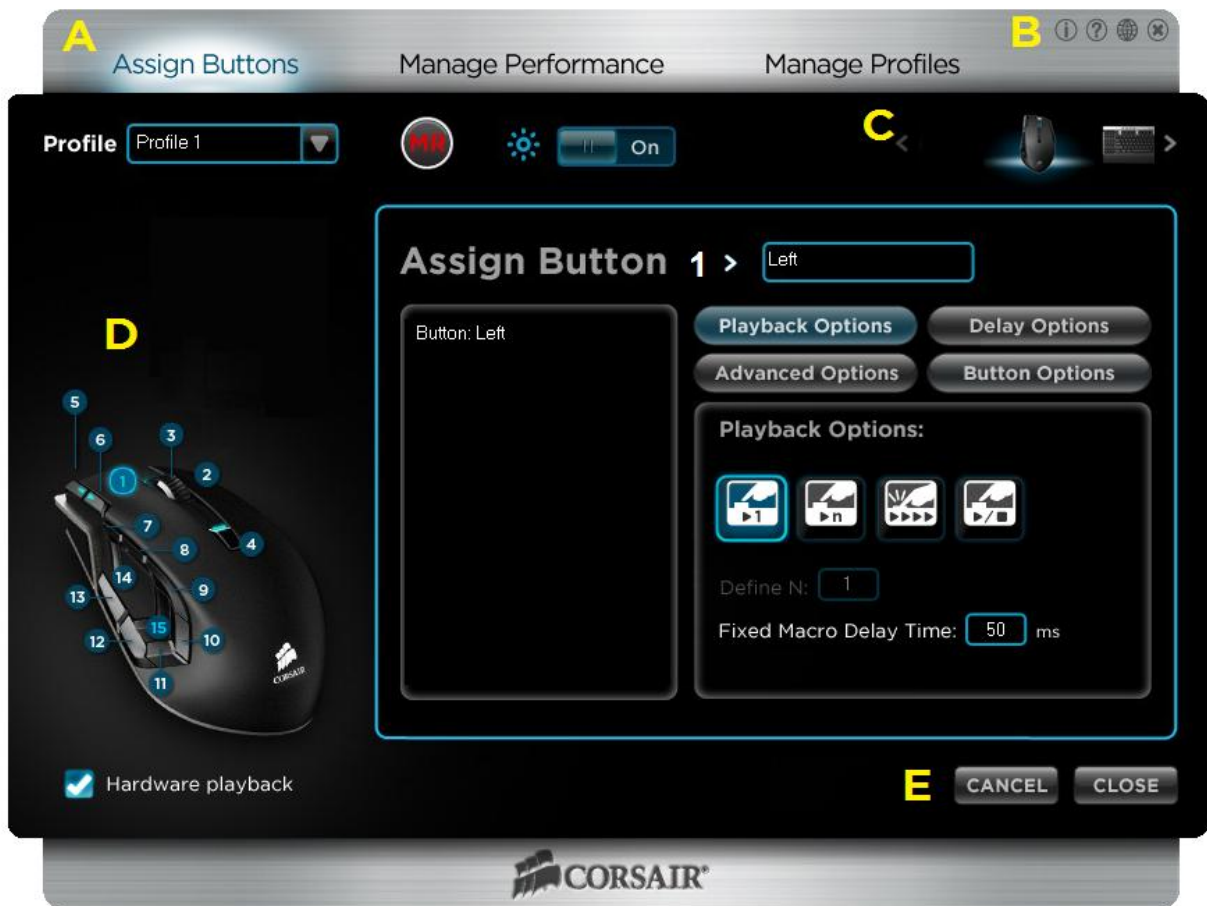 A
B
Assign Buttons
Manage Performance
Manage Profiles
Profile
Profile 1
MR
On
C
Assign Button 1 >
Left
D
Button: Left
Playback Options
Delay Options
Advanced Options
Button Options
Playback Options:
1
n
Define N: 1
Fixed Macro Delay Time: 50 ms
5
6
3
1
2
7
4
8
14
9
13
15
12
10
11
CORSAIR
Hardware playback
E
CANCEL
CLOSE
CORSAIR